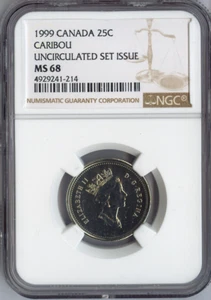 1999 CANADA 25C
CARIBOU
UNCIRCULATED SET ISSUE
MS 68
4929241-214
NUMISMATIC GUARANTY CORPORATION
NGC
ELIZABETH II D·G·REGINA